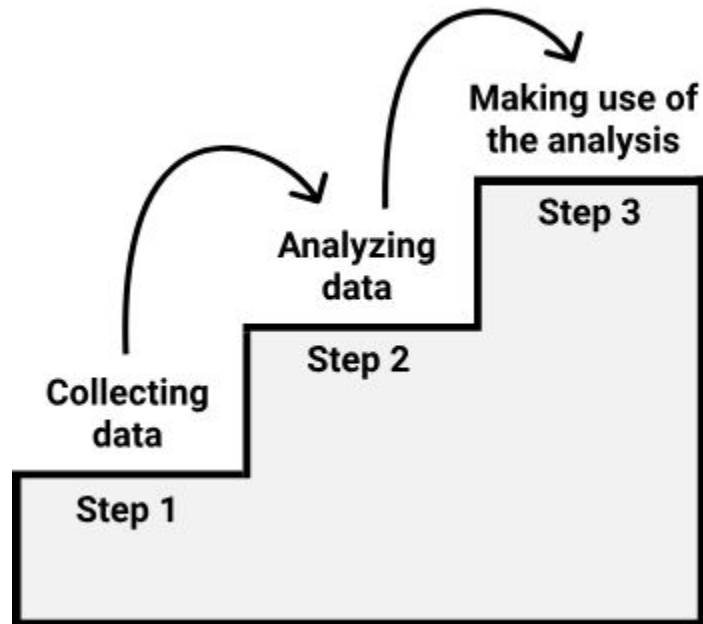 Making use of
the analysis
Step 3
Analyzing
data
Step 2
Collecting
data
Step 1